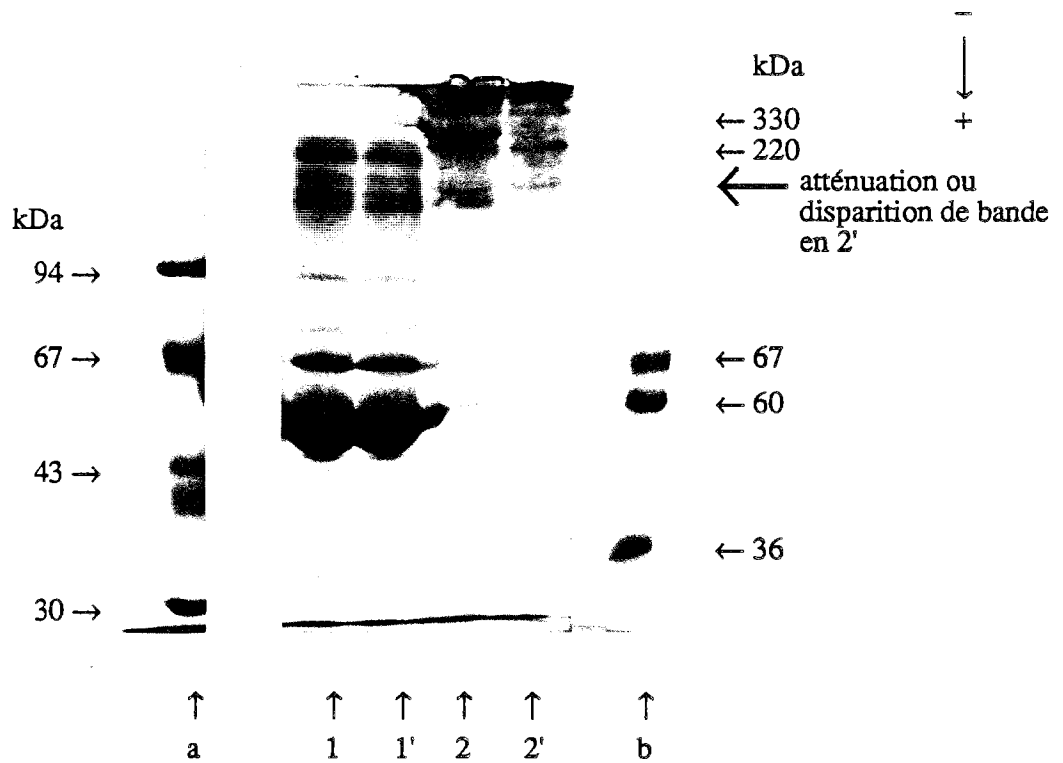 −
kDa
← 330
+
← 220
← atténuation ou
disparition de bande
en 2'
kDa
94 →
67 →
← 67
← 60
43 →
← 36
30 →
↑ ↑ ↑ ↑ ↑ ↑
a 1 1' 2 2' b